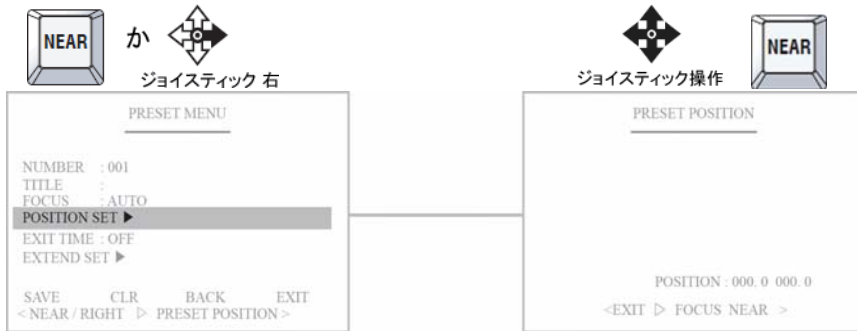 NEAR
か
ジョイスティック 右
ジョイスティック操作
NEAR
PRESET MENU
NUMBER : 001
TITLE :
FOCUS : AUTO
POSITION SET ▶
EXIT TIME : OFF
EXTEND SET ▶
SAVE CLR BACK EXIT
< NEAR / RIGHT ▷ PRESET POSITION >
PRESET POSITION
POSITION : 000. 0 000. 0
<EXIT ▷ FOCUS NEAR >